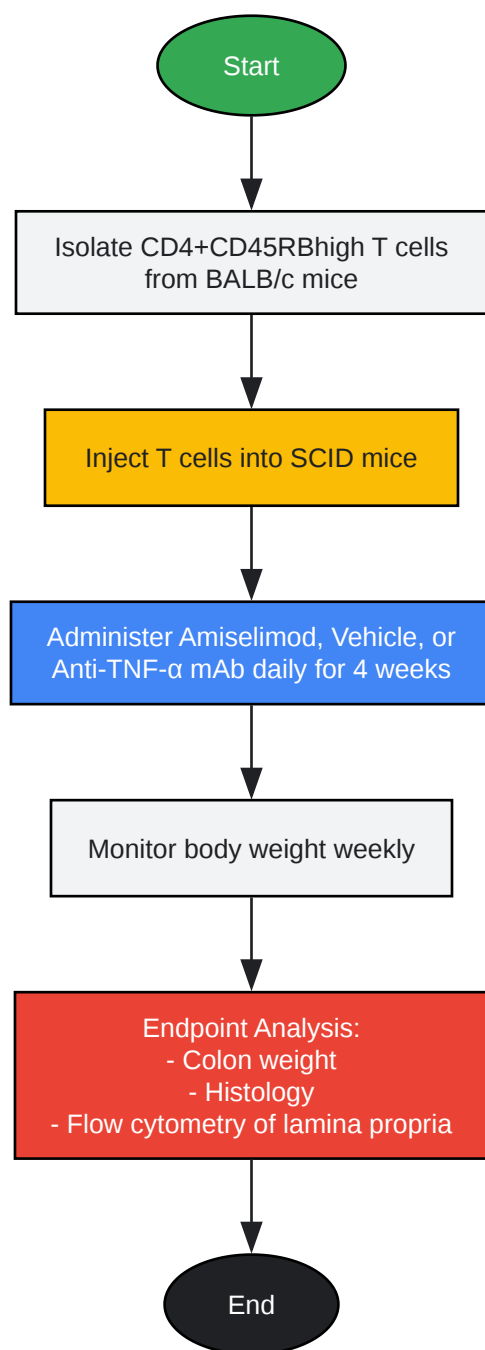 Start
Isolate CD4+CD45RBhigh T cells
from BALB/c mice
Inject T cells into SCID mice
Administer Amiselimod, Vehicle, or
Anti-TNF-α mAb daily for 4 weeks
Monitor body weight weekly
Endpoint Analysis:
- Colon weight
- Histology
- Flow cytometry of lamina propria
End